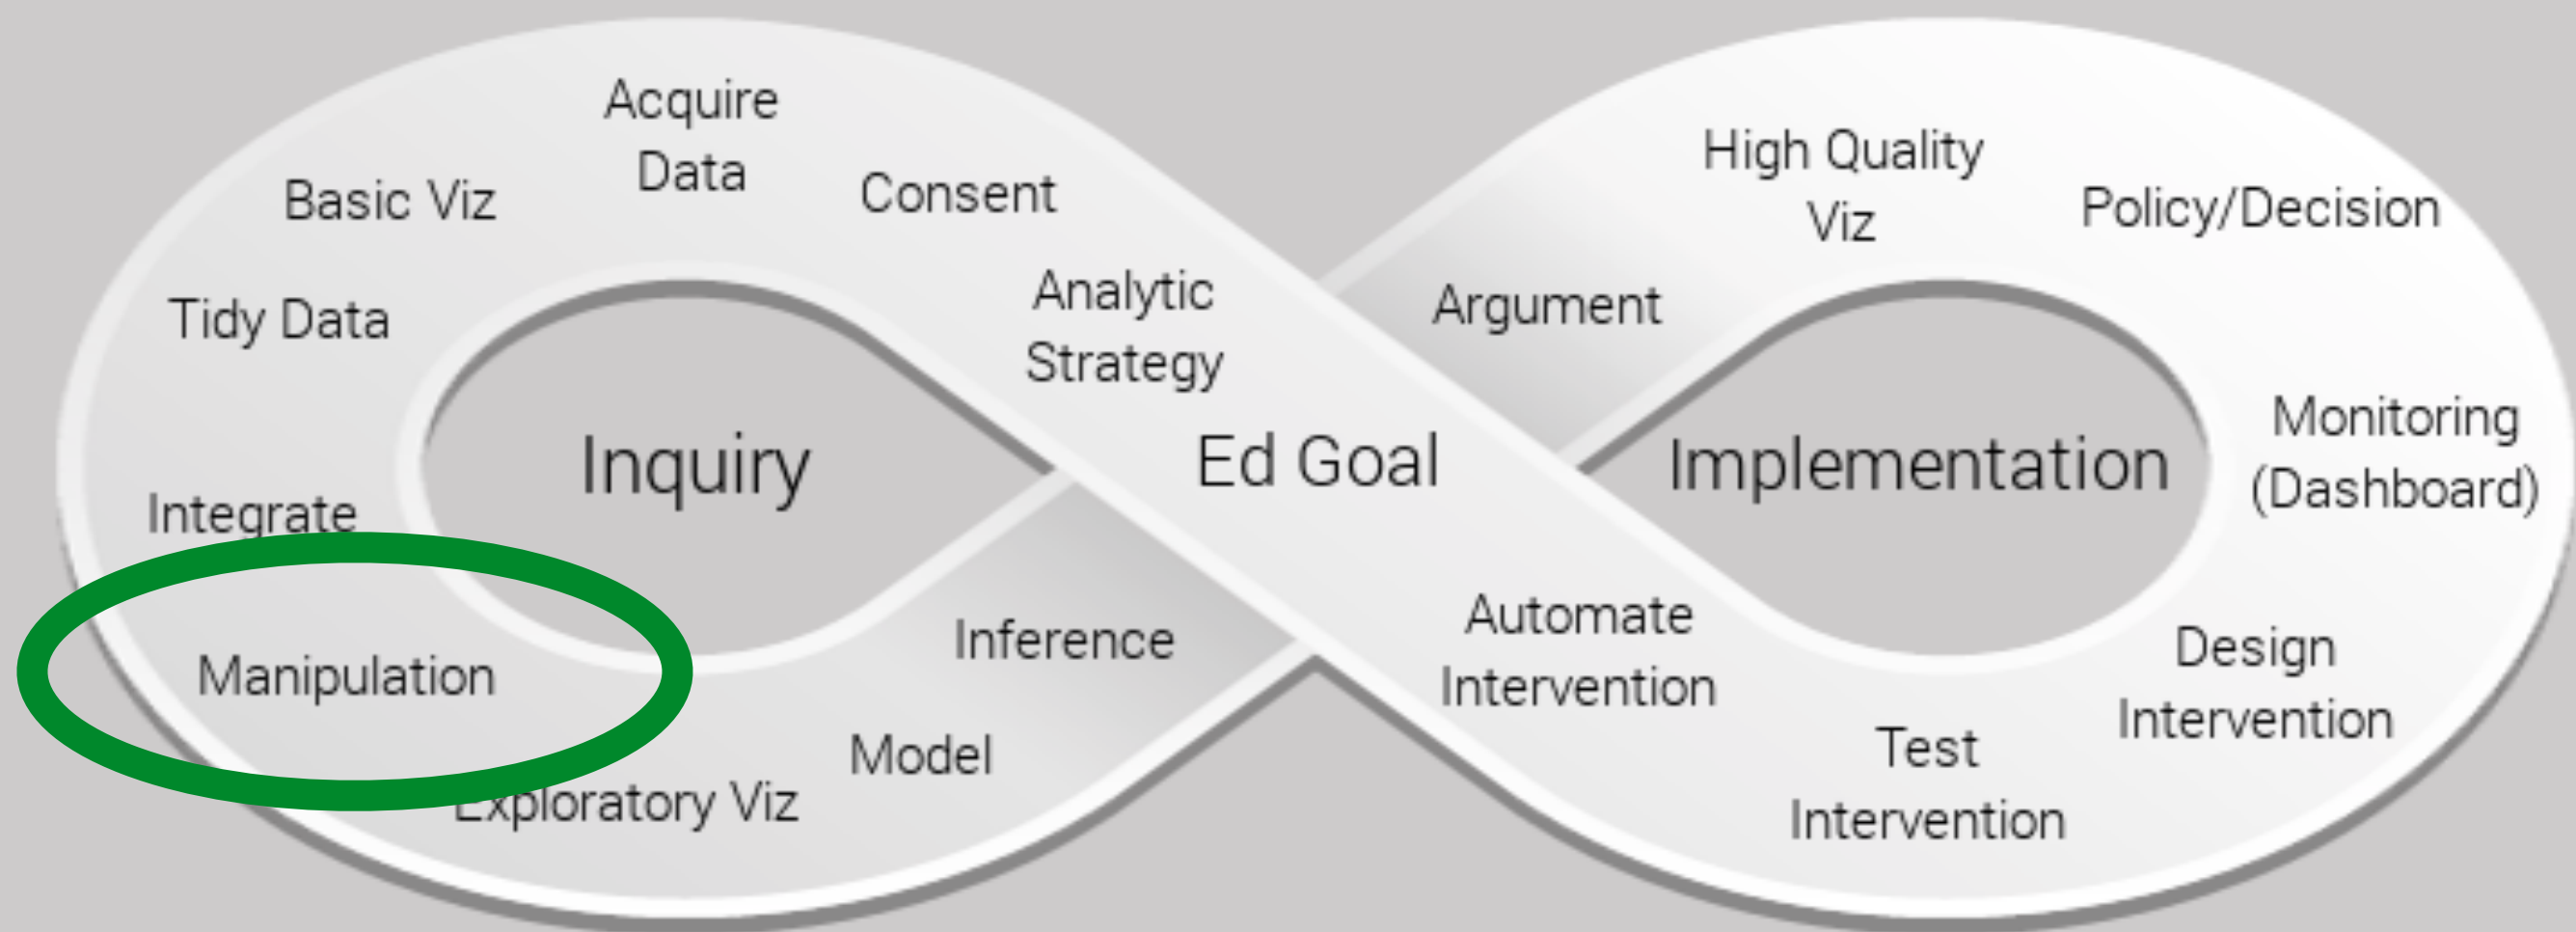 Acquire
Data
Basic Viz
Consent
Tidy Data
Analytic
Strategy
Integrate
Inquiry
Manipulation
Exploratory Viz
Model
Inference
Ed Goal
Argument
High Quality
Viz
Policy/Decision
Implementation
Monitoring
(Dashboard)
Design
Intervention
Test
Intervention
Automate
Intervention